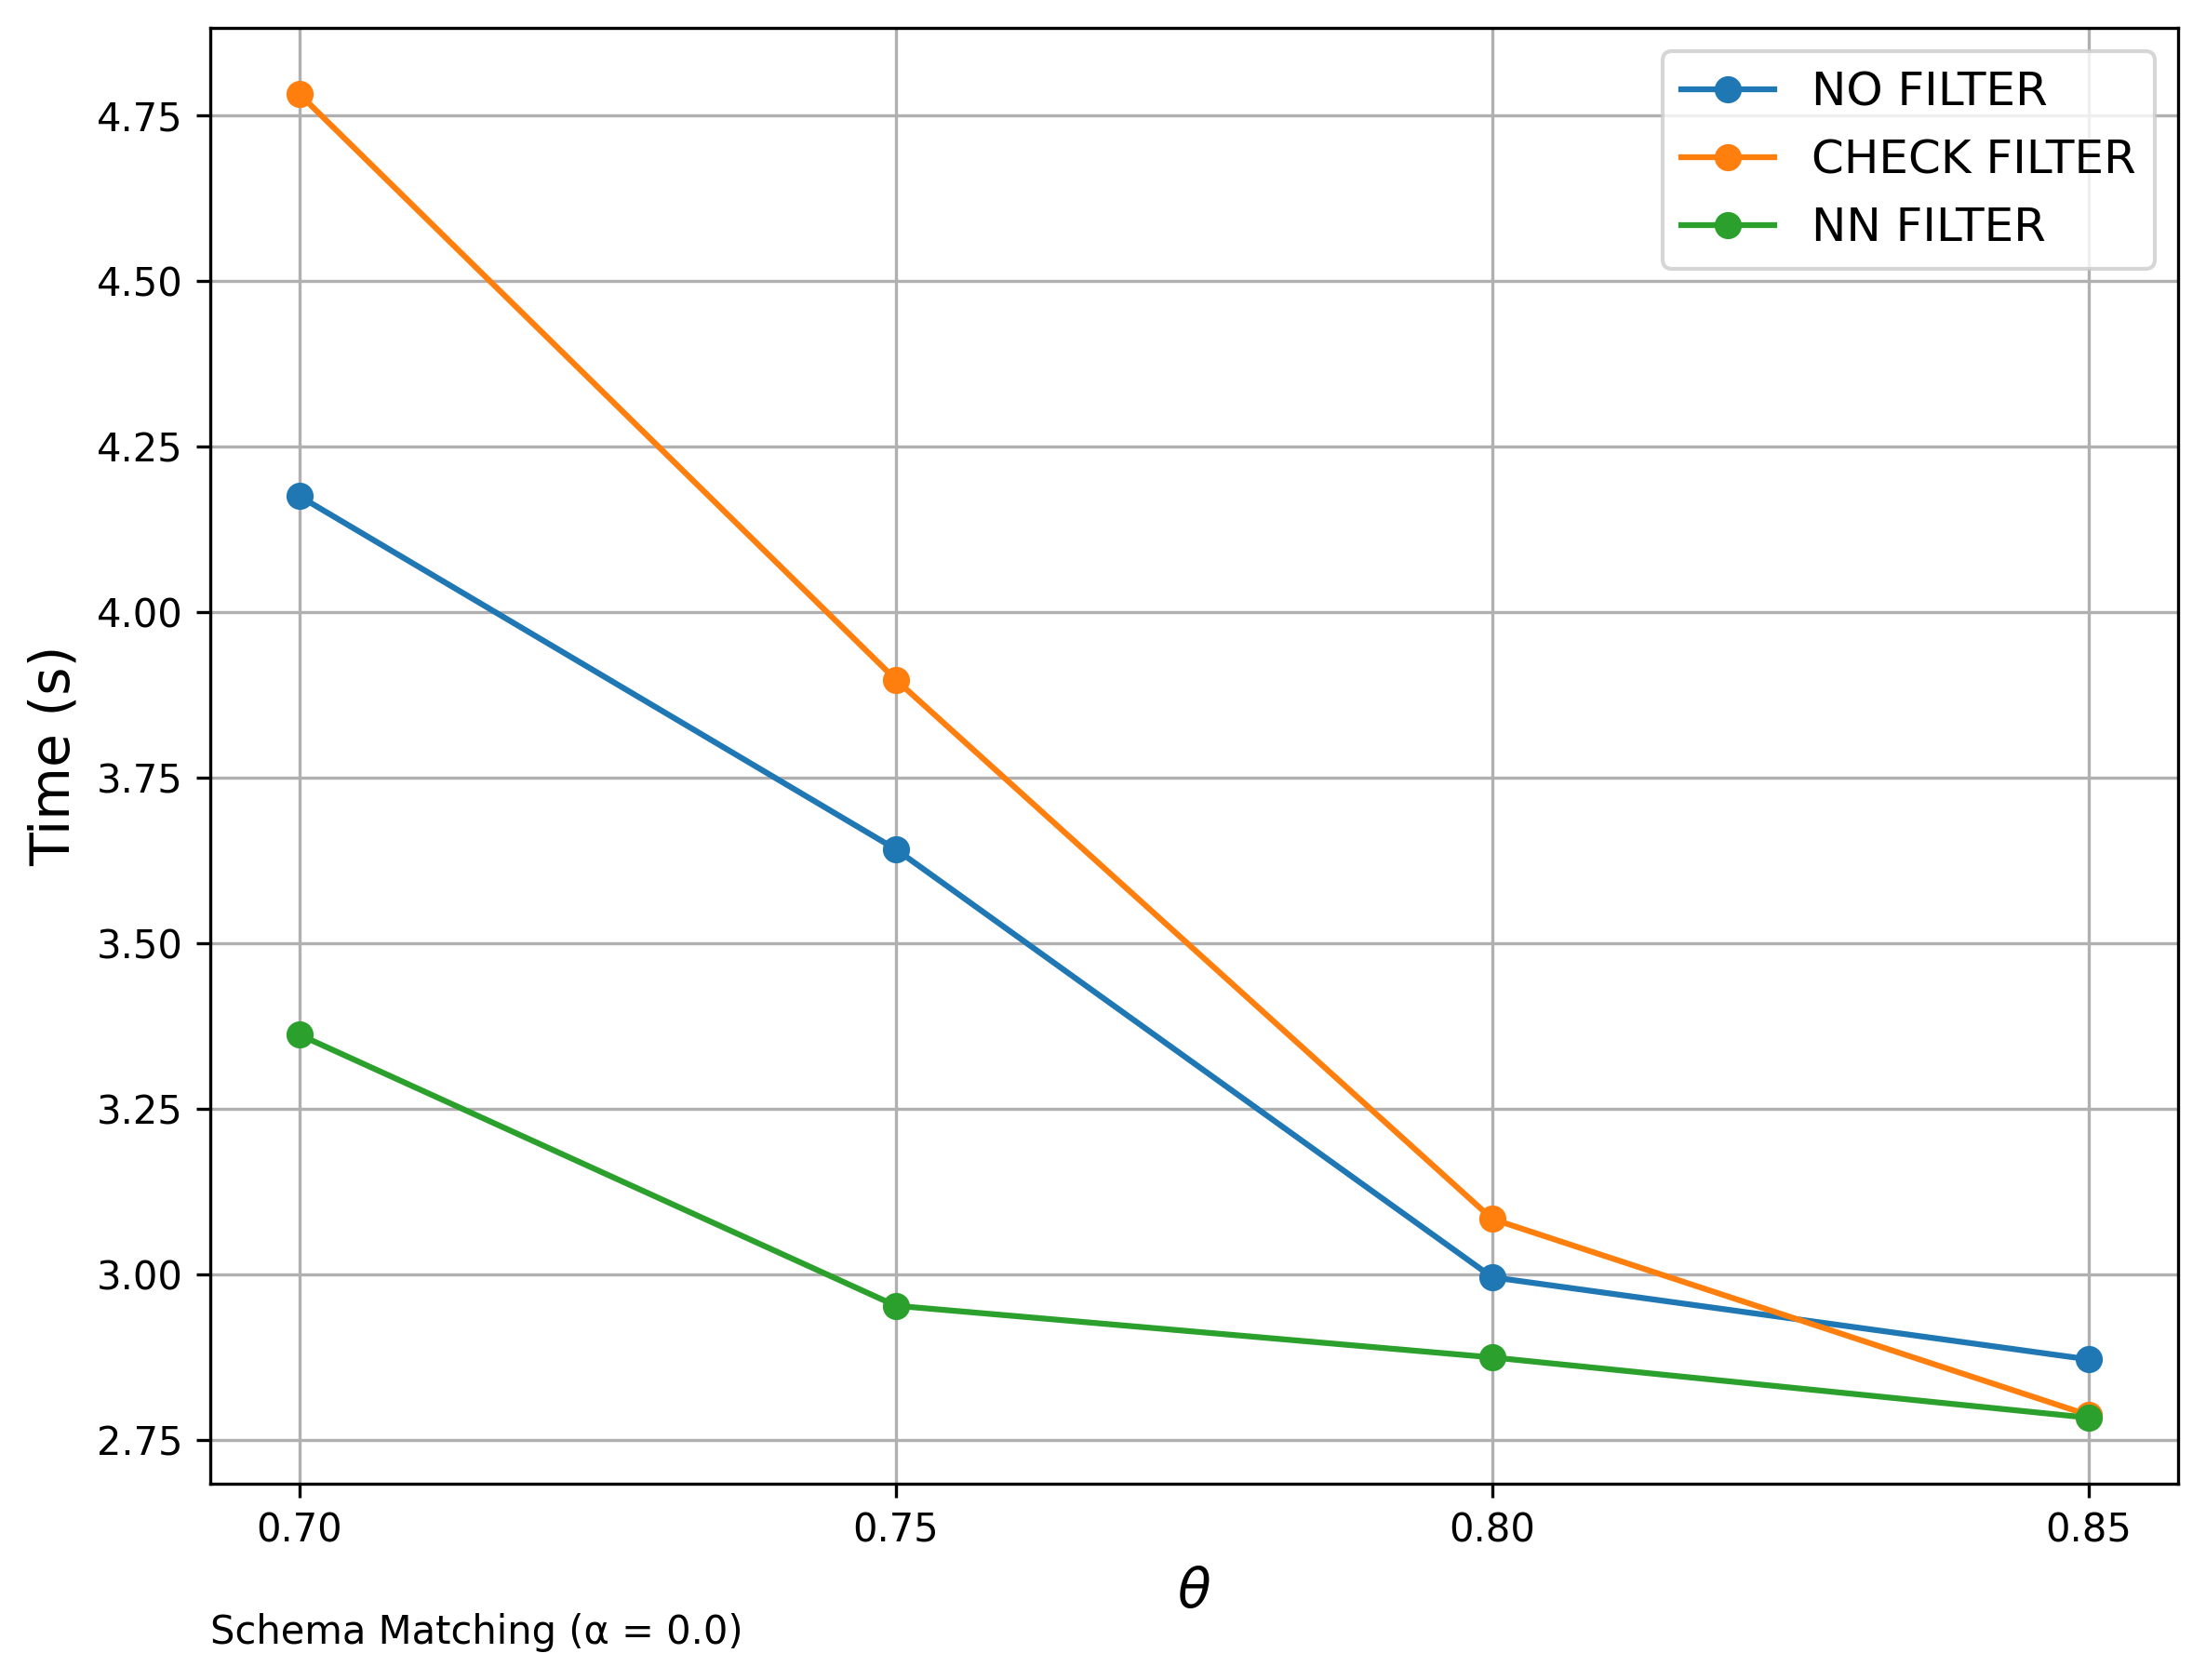 NO FILTER
CHECK FILTER
NN FILTER
4.75
4.50
4.25
4.00
3.75
3.50
3.25
3.00
2.75
Time (s)
0.70 0.75 0.80 0.85
θ
Schema Matching (α = 0.0)